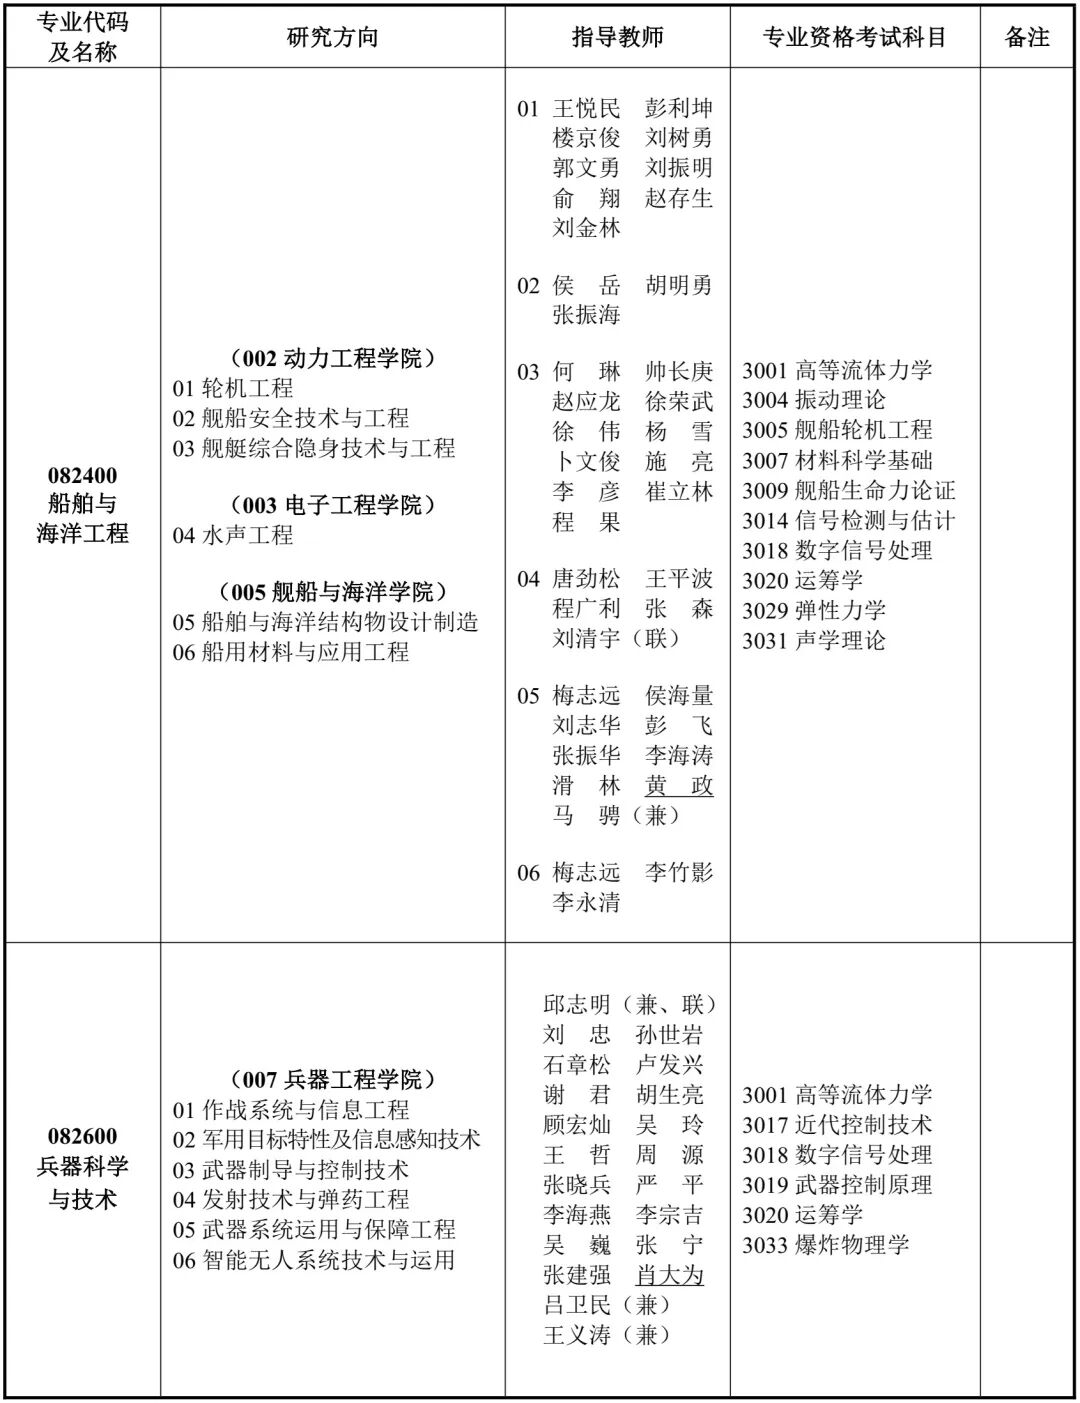 专业代码
及名称
研究方向
指导教师
专业资格考试科目
备注
082400
船舶与
海洋工程
（002 动力工程学院）
01 轮机工程
02 舰船安全技术与工程
03 舰艇综合隐身技术与工程
（003 电子工程学院）
04 水声工程
（005 舰船与海洋学院）
05 船舶与海洋结构物设计制造
06 船用材料与应用工程
01 王悦民 彭利坤
楼京俊 刘树勇
郭文勇 刘振明
俞　翔 赵存生
刘金林
02 侯　岳 胡明勇
张振海
03 何　琳 帅长庚
赵应龙 徐荣武
徐　伟 杨　雪
卜文俊 施　亮
李　彦 崔立林
程　果
04 唐劲松 王平波
程广利 张　森
刘清宇（联）
05 梅志远 侯海量
刘志华 彭　飞
张振华 李海涛
滑　林 黄　政
马　骋（兼）
06 梅志远 李竹影
李永清
3001 高等流体力学
3004 振动理论
3005 舰船轮机工程
3007 材料科学基础
3009 舰船生命力论证
3014 信号检测与估计
3018 数字信号处理
3020 运筹学
3029 弹性力学
3031 声学理论
082600
兵器科学
与技术
（007 兵器工程学院）
01 作战系统与信息工程
02 军用目标特性及信息感知技术
03 武器制导与控制技术
04 发射技术与弹药工程
05 武器系统运用与保障工程
06 智能无人系统技术与运用
邱志明（兼、联）
刘　忠 孙世岩
石章松 卢发兴
谢　君 胡生亮
顾宏灿 吴　玲
王　哲 周　源
张晓兵 严　平
李海燕 李宗吉
吴　巍 张　宁
张建强 肖大为
吕卫民（兼）
王义涛（兼）
3001 高等流体力学
3017 近代控制技术
3018 数字信号处理
3019 武器控制原理
3020 运筹学
3033 爆炸物理学